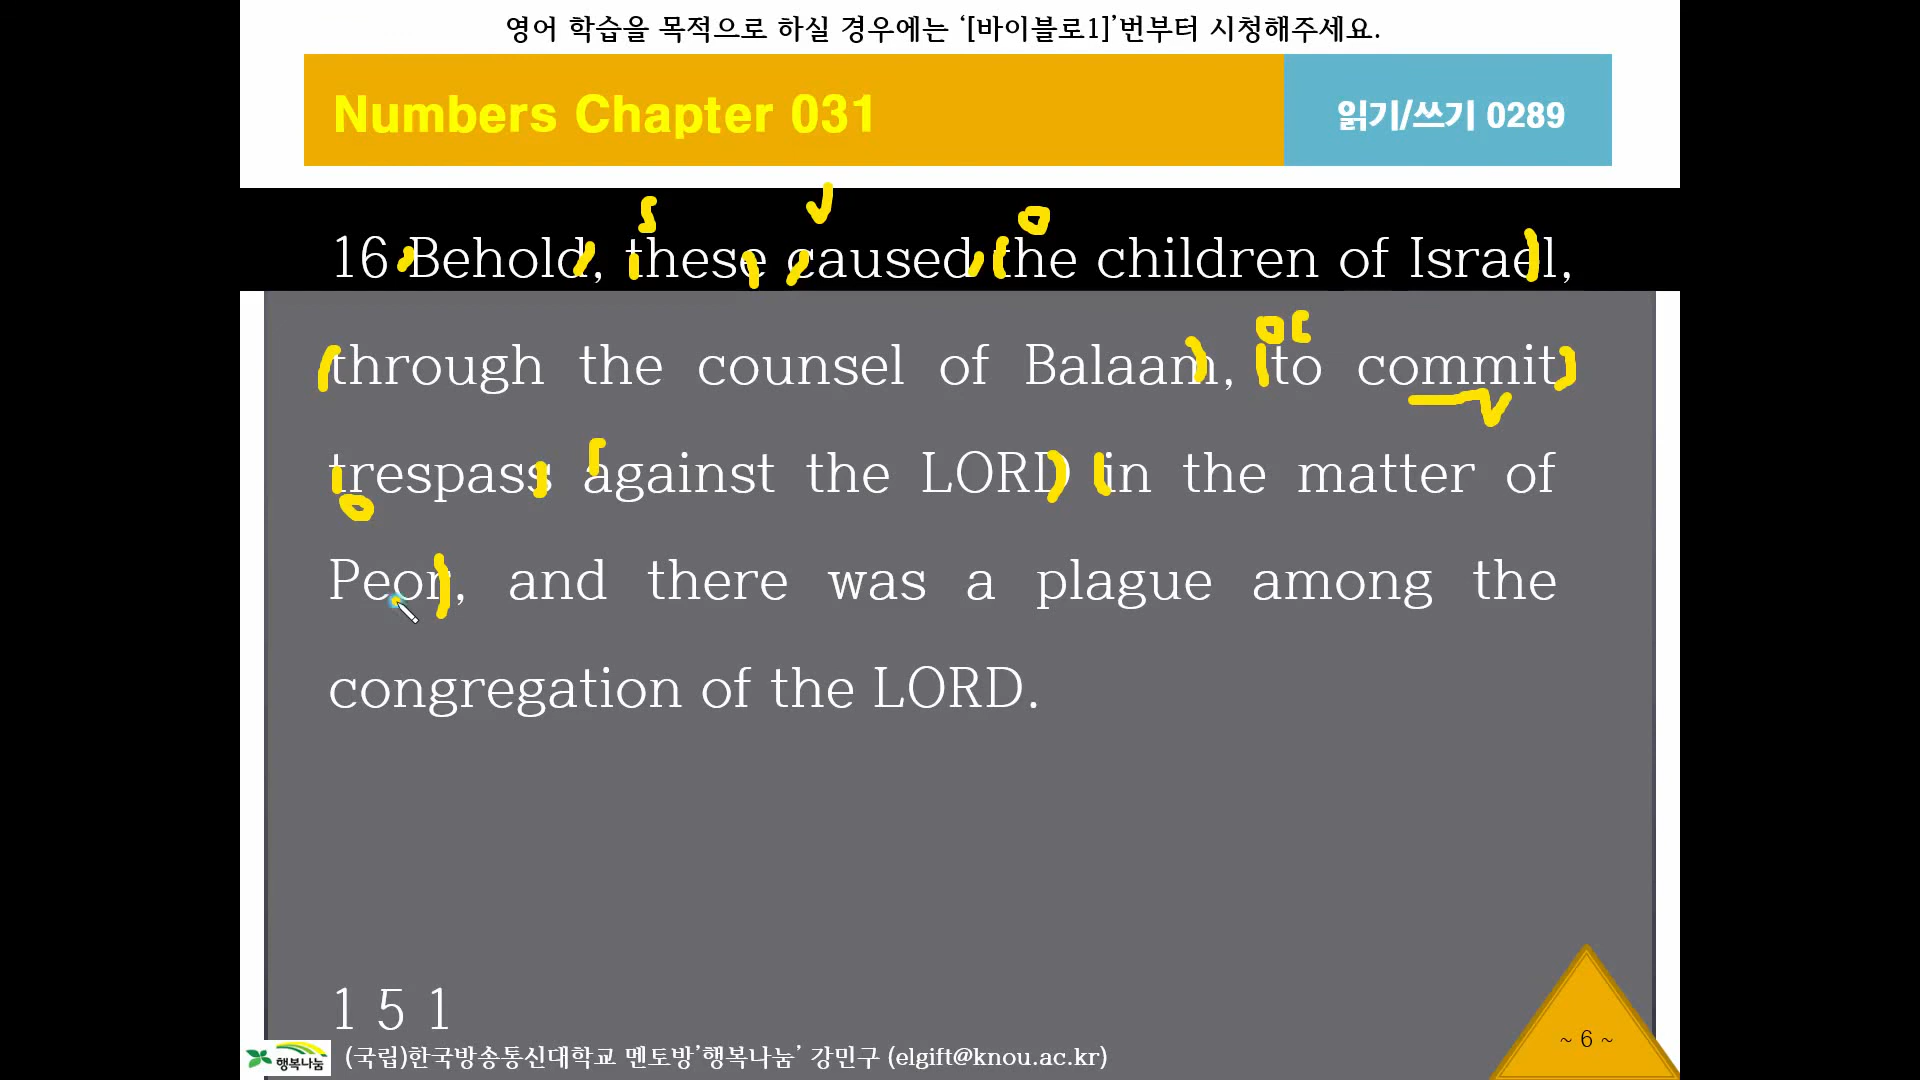 영어 학습을 목적으로 하실 경우에는 ‘[바이블로1]’번부터 시청해주세요.
Numbers Chapter 031
읽기/쓰기 0289
16 Behold, these caused the children of Israel,
through the counsel of Balaam, to commit
trespass against the LORD in the matter of
Peor, and there was a plague among the
congregation of the LORD.
1 5 1
~ 6 ~
행복나눔
(국립)한국방송통신대학교 멘토방’행복나눔’ 강민구 (elgift@knou.ac.kr)